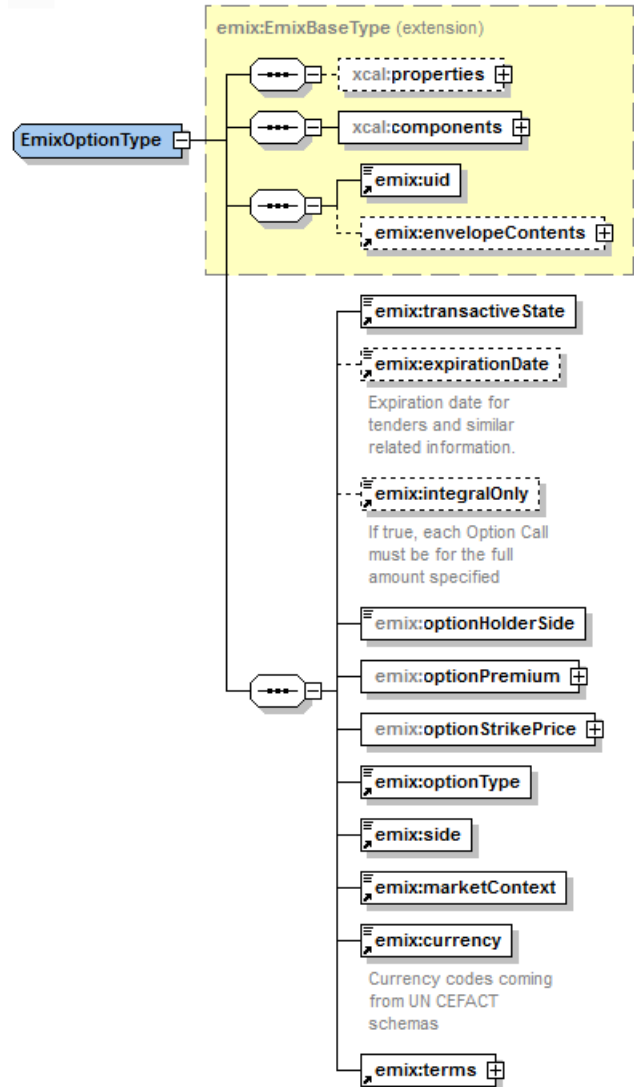 emix:EmixBaseType (extension)
xcal:properties
EmixOptionType
xcal:components
emix:uid
emix:envelopeContents
emix:transactiveState
emix:expirationDate
Expiration date for
tenders and similar
related information.
emix:integralOnly
If true, each Option Call
must be for the full
amount specified
emix:optionHolderSide
emix:optionPremium
emix:optionStrikePrice
emix:optionType
emix:side
emix:marketContext
emix:currency
Currency codes coming
from UN CEFACT
schemas
emix:terms